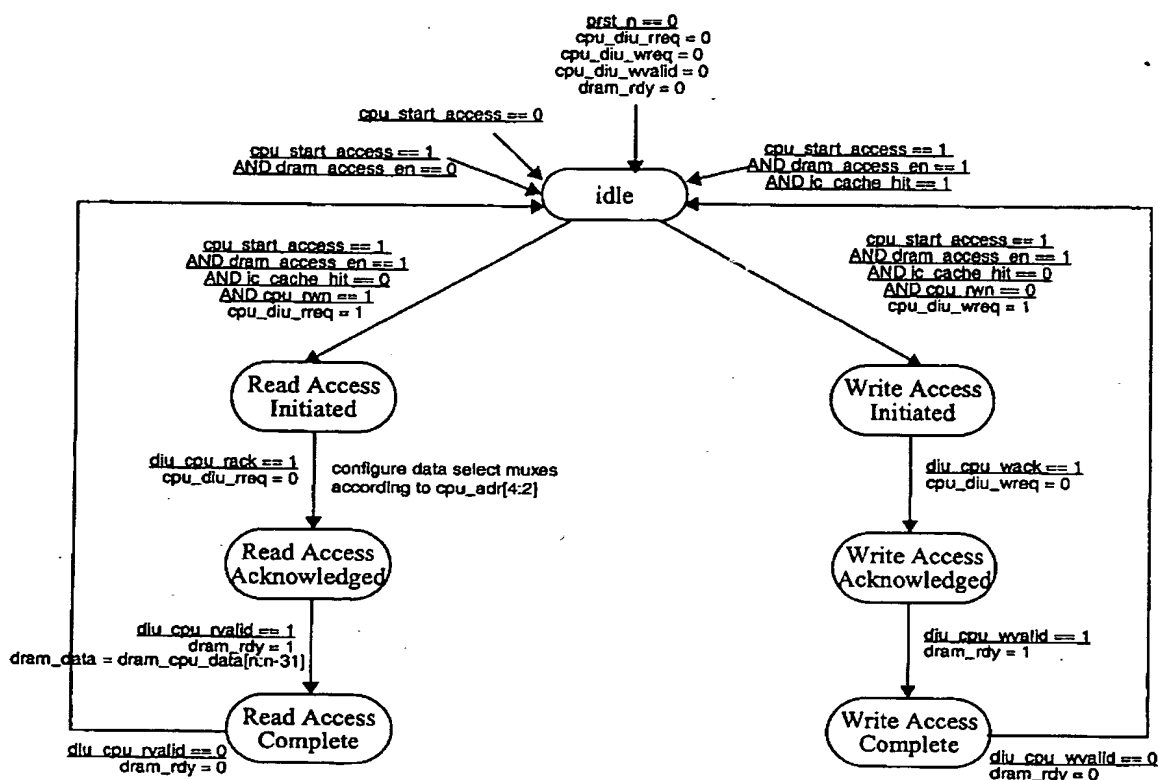 prst_n == 0
cpu_diu_rreq = 0
cpu_diu_wreq = 0
cpu_diu_wvalid = 0
dram_rdy = 0
cpu_start_access == 0
cpu_start_access == 1
AND dram_access_en == 0
cpu_start_access == 1
AND dram_access_en == 1
AND ic_cache_hit == 1
idle
cpu_start_access == 1
AND dram_access_en == 1
AND ic_cache_hit == 0
AND cpu_rwn == 1
cpu_diu_rreq = 1
cpu_start_access == 1
AND dram_access_en == 1
AND ic_cache_hit == 0
AND cpu_rwn == 0
cpu_diu_wreq = 1
Read Access
Initiated
Write Access
Initiated
diu_cpu_rack == 1
cpu_diu_rreq = 0
configure data select muxes
according to cpu_adr[4:2]
diu_cpu_wack == 1
cpu_diu_wreq = 0
Read Access
Acknowledged
Write Access
Acknowledged
diu_cpu_rvalid == 1
dram_rdy = 1
dram_data = dram_cpu_data[n:n-31]
diu_cpu_wvalid == 1
dram_rdy = 1
Read Access
Complete
Write Access
Complete
diu_cpu_rvalid == 0
dram_rdy = 0
diu_cpu_wvalid == 0
dram_rdy = 0